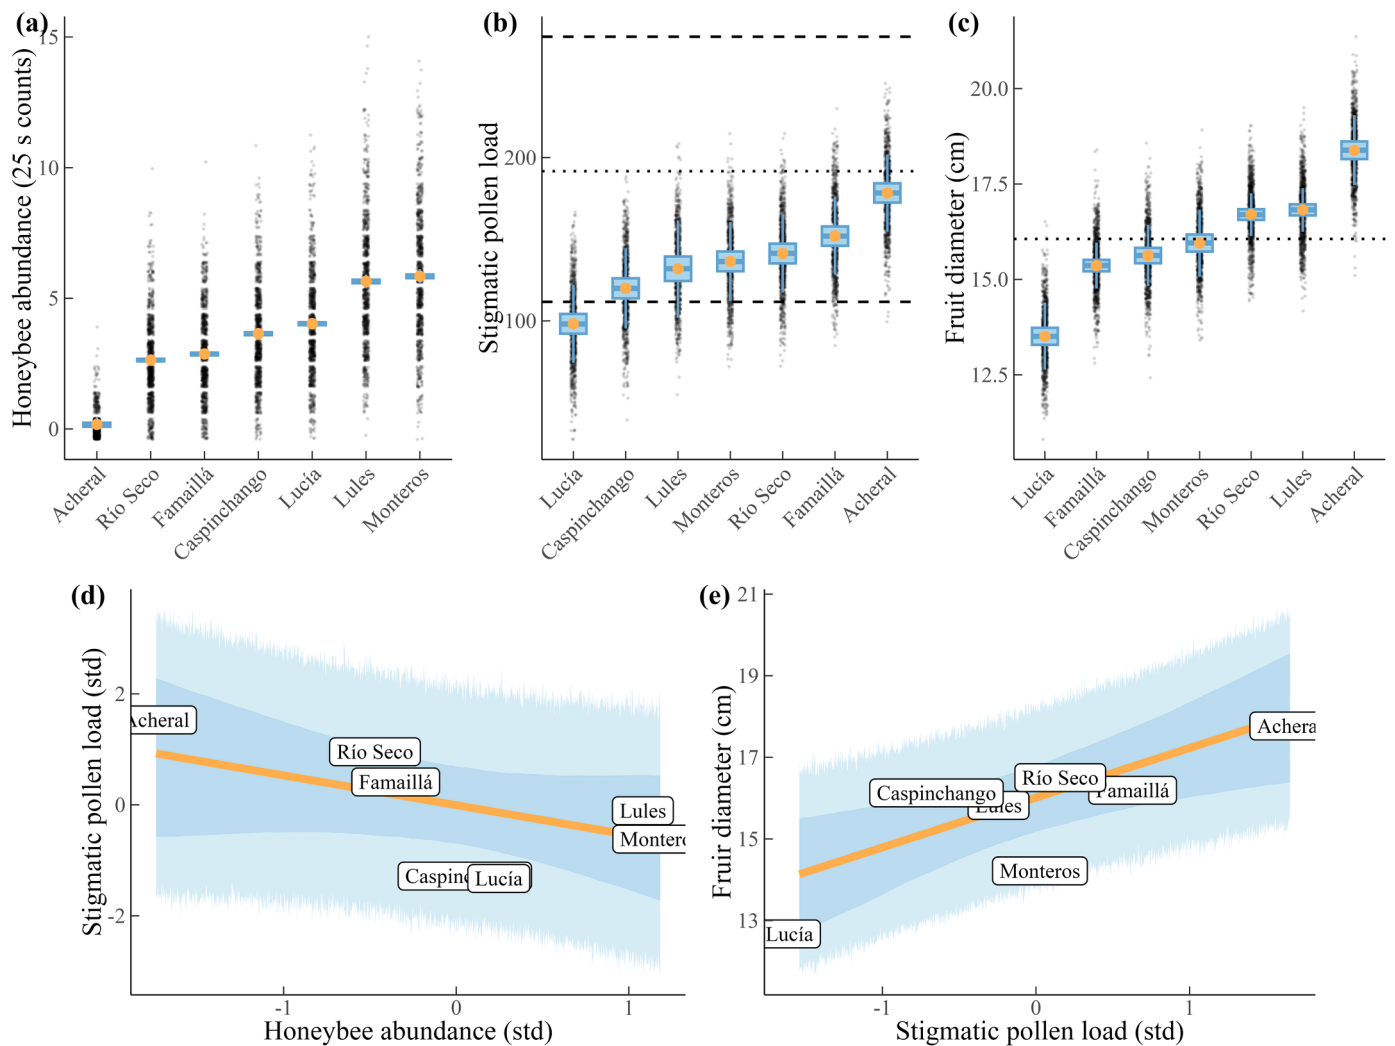 (a)
Honeybee abundance (25 s counts)
15
10
5
0
Acheral
Río Seco
Famaillá
Caspinchango
Lucía
Lules
Monteros
(b)
Stigmatic pollen load
200
100
Lucía
Caspinchango
Lules
Monteros
Río Seco
Famaillá
Acheral
(c)
Fruit diameter (cm)
20.0
17.5
15.0
12.5
Lucía
Famaillá
Caspinchango
Monteros
Río Seco
Lules
Acheral
(d)
Stigmatic pollen load (std)
2
0
-2
Acheral
Río Seco
Famaillá
Lules
Montero
Caspin
Lucía
-1
0
1
Honeybee abundance (std)
(e)
Fruir diameter (cm)
21
19
17
15
13
Achera
Río Seco
Famaillá
Caspinchango
Lules
Monteros
Lucía
-1
0
1
Stigmatic pollen load (std)